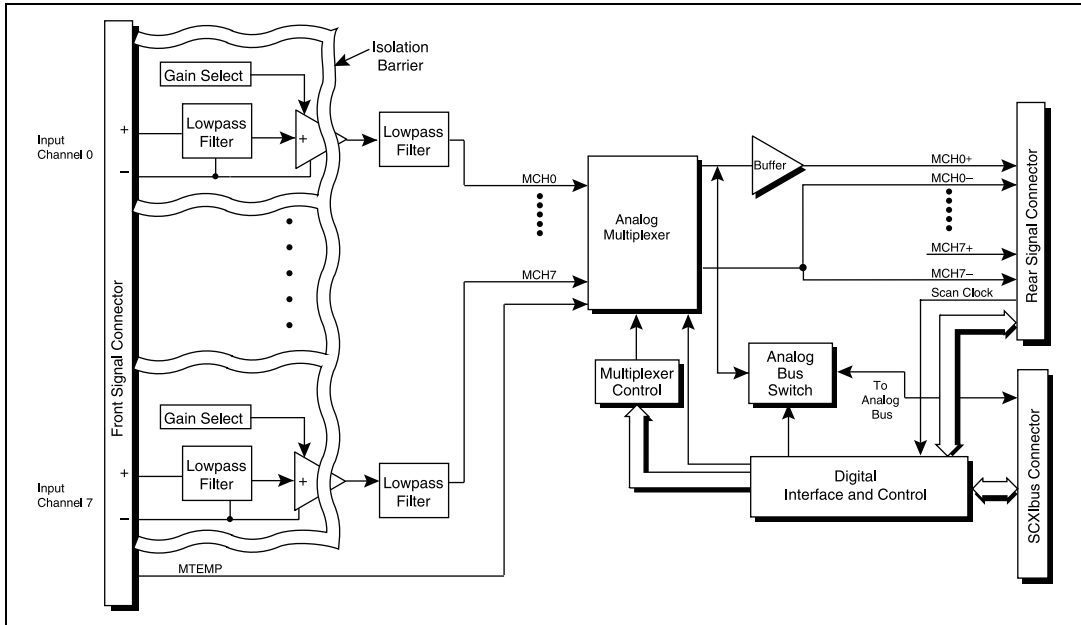 Isolation
Barrier
Gain Select
Input
Channel 0
+
–
Lowpass
Filter
+
Lowpass
Filter
MCH0
Analog
Multiplexer
Buffer
MCH0+
MCH0–
MCH7+
MCH7–
Scan Clock
Rear Signal Connector
Front Signal Connector
MCH7
Multiplexer
Control
Analog
Bus
Switch
To
Analog
Bus
Gain Select
Input
Channel 7
+
–
Lowpass
Filter
+
Lowpass
Filter
Digital
Interface and Control
SCXIbus Connector
MTEMP